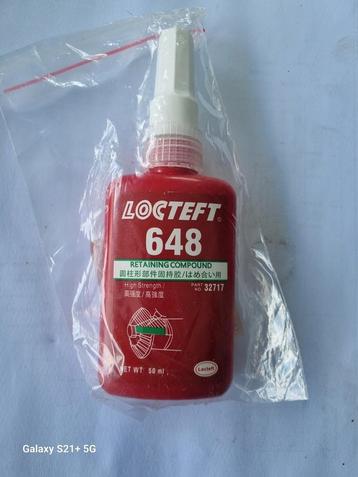 LOCTEFT
648
RETAINING COMPOUND
圆柱形部件固持胶/はめ合い用
High Strength /
高强度 / 高強度
PART NO. 32717
NET WT 50 ml
Locteft
Galaxy S21+ 5G